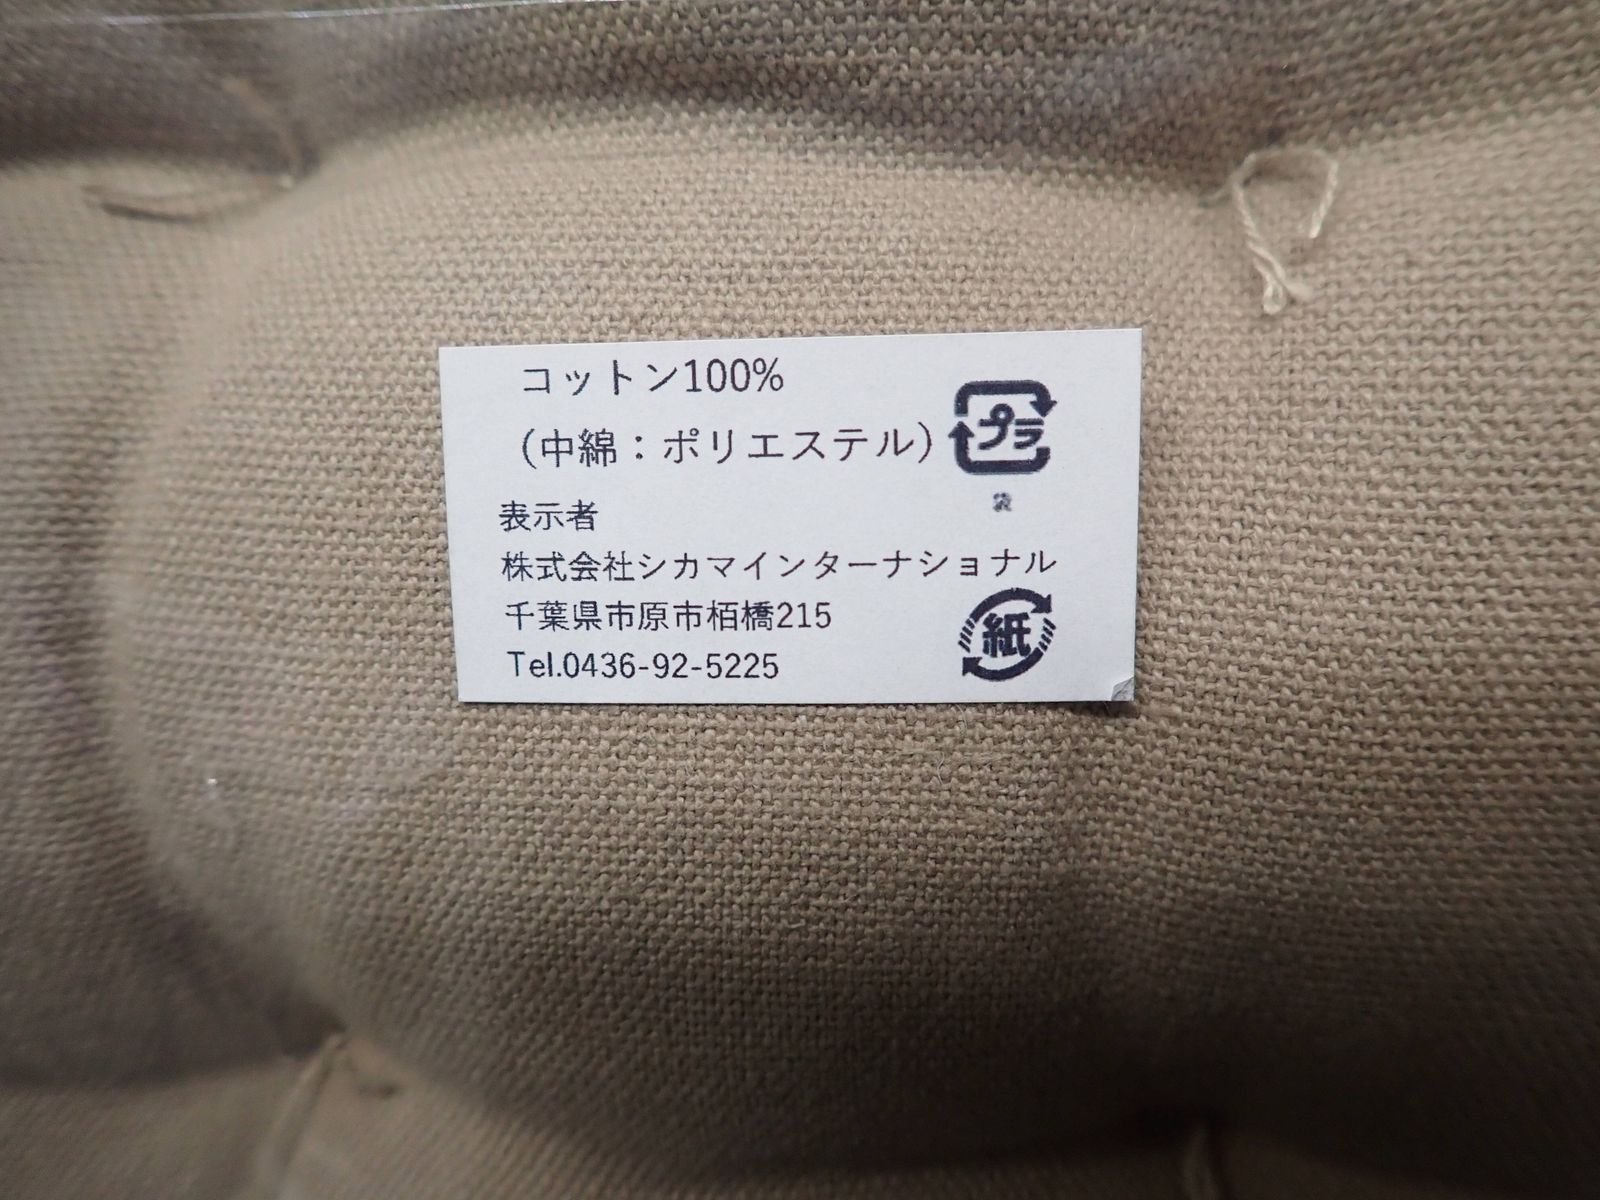 コットン100%
（中綿：ポリエステル）
プラ
袋
表示者
株式会社シカマインターナショナル
千葉県市原市栢橋215
Tel.0436-92-5225
紙